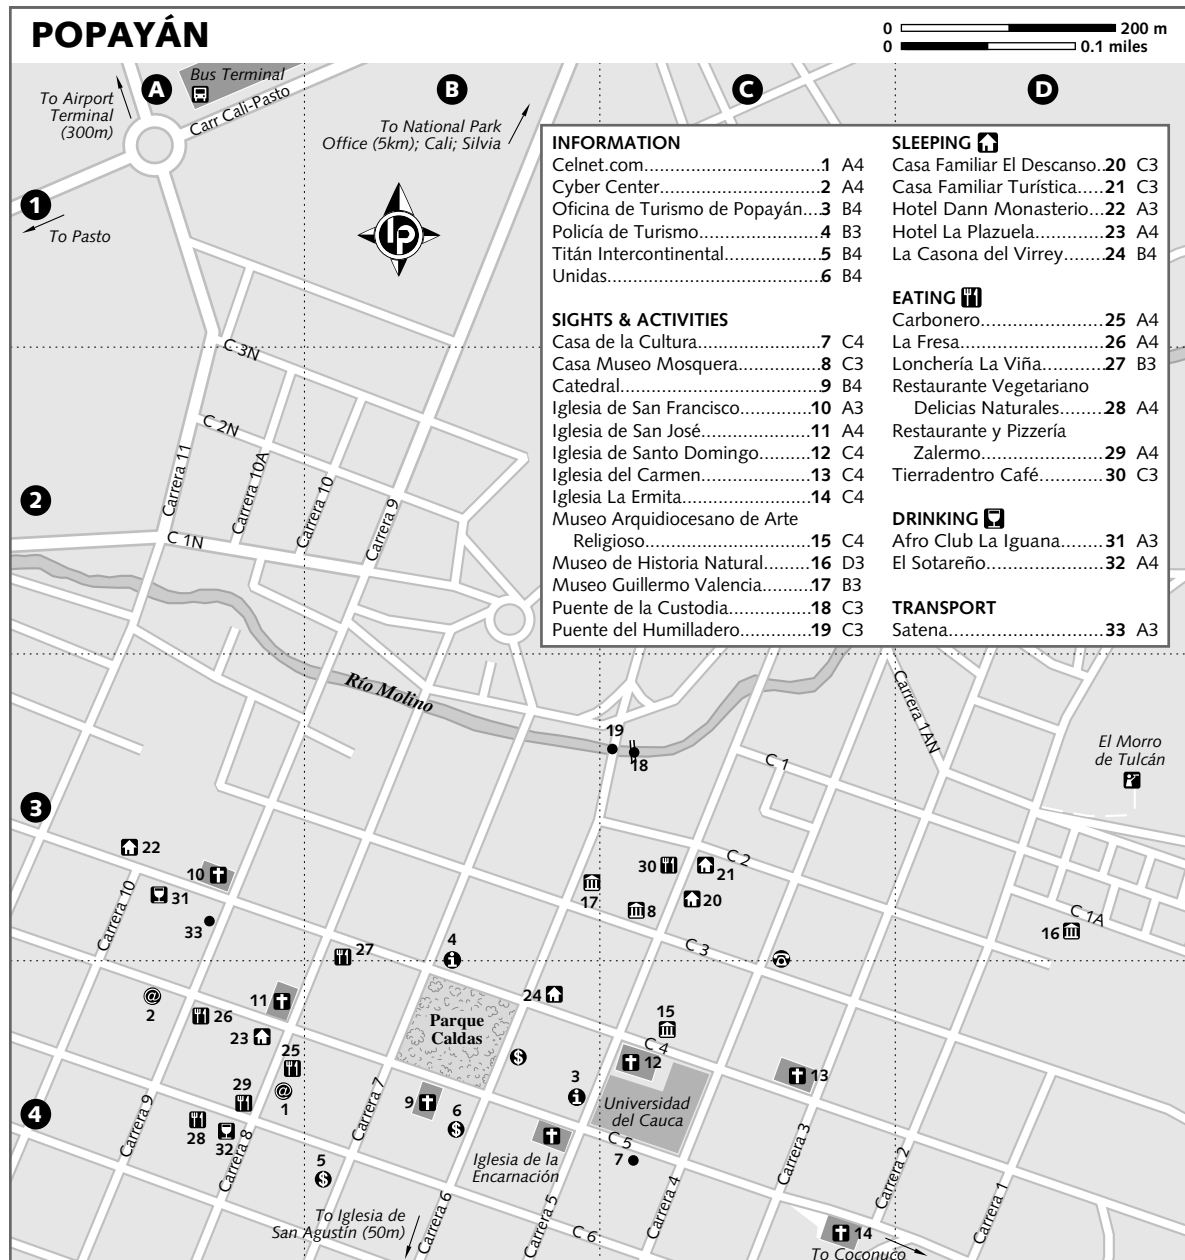 POPAYÁN
0 200 m
0 0.1 miles
A
B
C
D
1
2
3
4
Bus Terminal
To Airport
Terminal
(300m)
Carr Cali-Pasto
To National Park
Office (5km); Cali; Silvia
To Pasto
lp
INFORMATION
Celnet.com 1 A4
Cyber Center 2 A4
Oficina de Turismo de Popayán 3 B4
Policía de Turismo 4 B3
Titán Intercontinental 5 B4
Unidas 6 B4
SIGHTS & ACTIVITIES
Casa de la Cultura 7 C4
Casa Museo Mosquera 8 C3
Catedral 9 B4
Iglesia de San Francisco 10 A3
Iglesia de San José 11 A4
Iglesia de Santo Domingo 12 C4
Iglesia del Carmen 13 C4
Iglesia La Ermita 14 C4
Museo Arquidiocesano de Arte
Religioso 15 C4
Museo de Historia Natural 16 D3
Museo Guillermo Valencia 17 B3
Puente de la Custodia 18 C3
Puente del Humilladero 19 C3
SLEEPING
Casa Familiar El Descanso 20 C3
Casa Familiar Turística 21 C3
Hotel Dann Monasterio 22 A3
Hotel La Plazuela 23 A4
La Casona del Virrey 24 B4
EATING
Carbonero 25 A4
La Fresa 26 A4
Lonchería La Viña 27 B3
Restaurante Vegetariano
Delicias Naturales 28 A4
Restaurante y Pizzería
Zalermo 29 A4
Tierradentro Café 30 C3
DRINKING
Afro Club La Iguana 31 A3
El Sotareño 32 A4
TRANSPORT
Satena 33 A3
C 3N
C 2N
C 1N
Carrera 11
Carrera 10A
Carrera 10
Carrera 9
Río Molino
Carrera 1AN
El Morro
de Tulcán
19
18
C 1
C 2
C 3
C 1A
22
10
31
33
Carrera 10
30
21
20
17
8
16
27
4
@
2
11
26
23
25
24
Parque
Caldas
$
15
C 4
12
13
29
@
1
28
32
9
6
$
3
Universidad
del Cauca
Iglesia de la
Encarnación
C 5
7
5
$
Carrera 9
Carrera 8
Carrera 7
Carrera 6
Carrera 5
Carrera 4
Carrera 3
Carrera 2
Carrera 1
C 6
To Iglesia de
San Agustín (50m)
14
To Coconuco